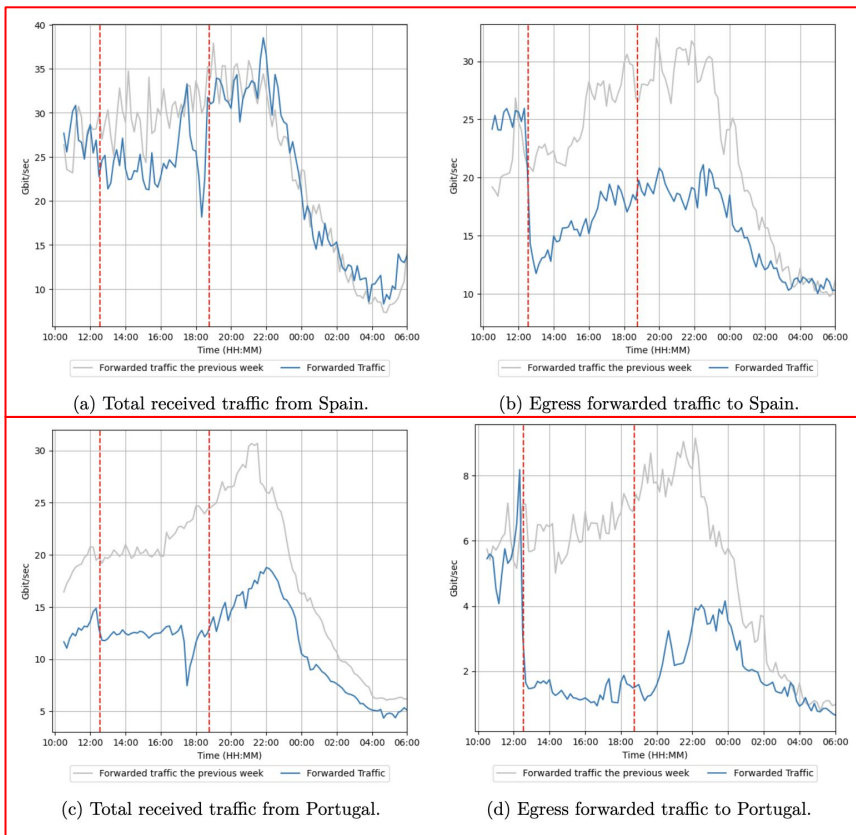 40
35
30
25
20
15
10
Gbit/sec
10:00 12:00 14:00 16:00 18:00 20:00 22:00 00:00 02:00 04:00 06:00
Time (HH:MM)
Forwarded traffic the previous week Forwarded Traffic
(a) Total received traffic from Spain.
30
25
20
15
10
Gbit/sec
10:00 12:00 14:00 16:00 18:00 20:00 22:00 00:00 02:00 04:00 06:00
Time (HH:MM)
Forwarded traffic the previous week Forwarded Traffic
(b) Egress forwarded traffic to Spain.
30
25
20
15
10
5
Gbit/sec
10:00 12:00 14:00 16:00 18:00 20:00 22:00 00:00 02:00 04:00 06:00
Time (HH:MM)
Forwarded traffic the previous week Forwarded Traffic
(c) Total received traffic from Portugal.
8
6
4
2
Gbit/sec
10:00 12:00 14:00 16:00 18:00 20:00 22:00 00:00 02:00 04:00 06:00
Time (HH:MM)
Forwarded traffic the previous week Forwarded Traffic
(d) Egress forwarded traffic to Portugal.